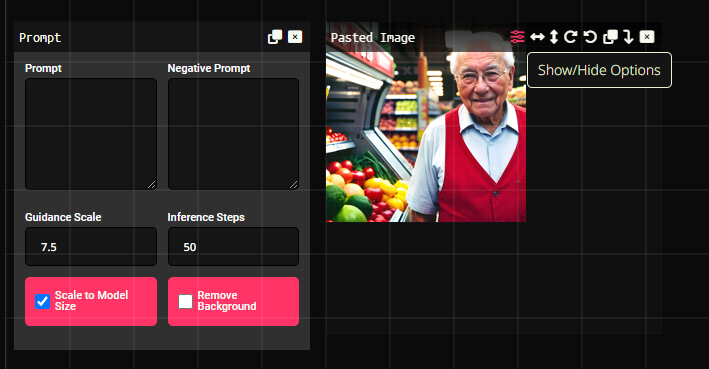 Prompt
Pasted Image
Show/Hide Options
Prompt
Negative Prompt
Guidance Scale
Inference Steps
7.5
50
Scale to Model
Size
Remove
Background